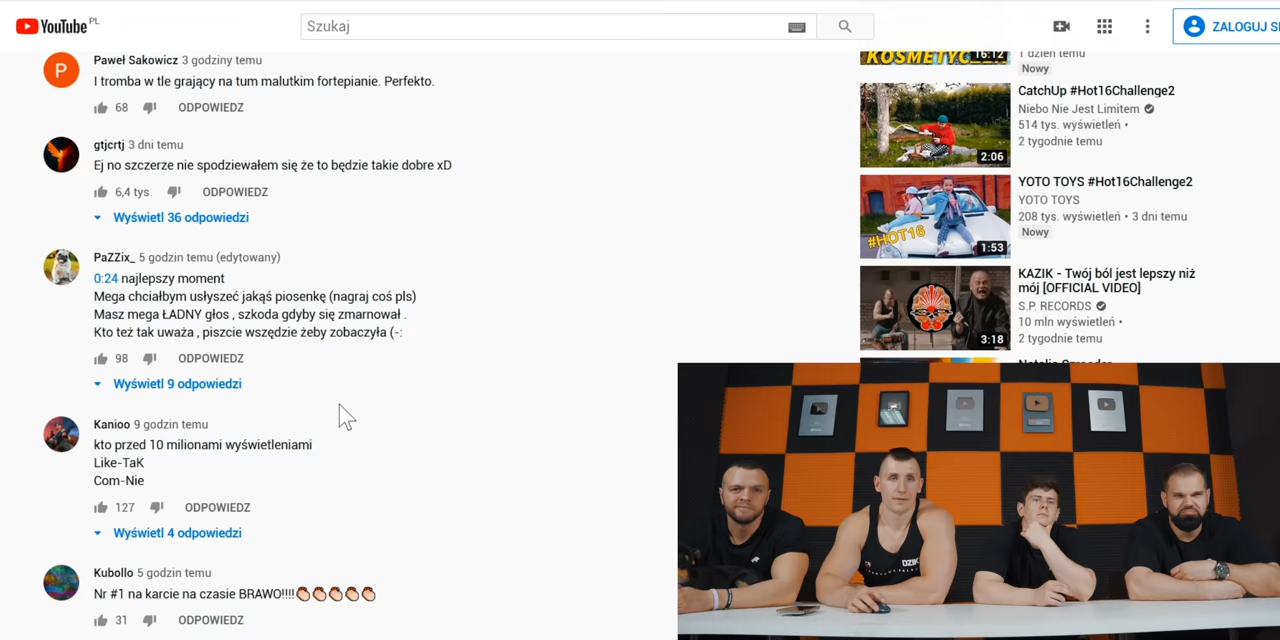 YouTube PL
Szukaj
ZALOGUJ SI
Paweł Sakowicz 3 godziny temu
I tromba w tle grający na tum malutkim fortepianie. Perfekto.
68 ODPOWIEDZ
gtjcrtj 3 dni temu
Ej no szczerze nie spodziewałem się że to będzie takie dobre xD
6,4 tys. ODPOWIEDZ
Wyświetl 36 odpowiedzi
PaZZix_ 5 godzin temu (edytowany)
0:24 najlepszy moment
Mega chciałbym usłyszeć jakąś piosenkę (nagraj coś pls)
Masz mega ŁADNY głos , szkoda gdyby się zmarnował .
Kto też tak uważa , piszcie wszędzie żeby zobaczyła (-:
98 ODPOWIEDZ
Wyświetl 9 odpowiedzi
Kanioo 9 godzin temu
kto przed 10 milionami wyświetleniami
Like-TaK
Com-Nie
127 ODPOWIEDZ
Wyświetl 4 odpowiedzi
Kubollo 5 godzin temu
Nr #1 na karcie na czasie BRAWO!!!!
31 ODPOWIEDZ
16:12
1 dzień temu
Nowy
2:06
CatchUp #Hot16Challenge2
Niebo Nie Jest Limitem
514 tys. wyświetleń •
2 tygodnie temu
#HOT16
1:53
YOTO TOYS #Hot16Challenge2
YOTO TOYS
208 tys. wyświetleń • 3 dni temu
Nowy
3:18
KAZIK - Twój ból jest lepszy niż
mój [OFFICIAL VIDEO]
S.P. RECORDS
10 mln wyświetleń •
2 tygodnie temu
DZIK